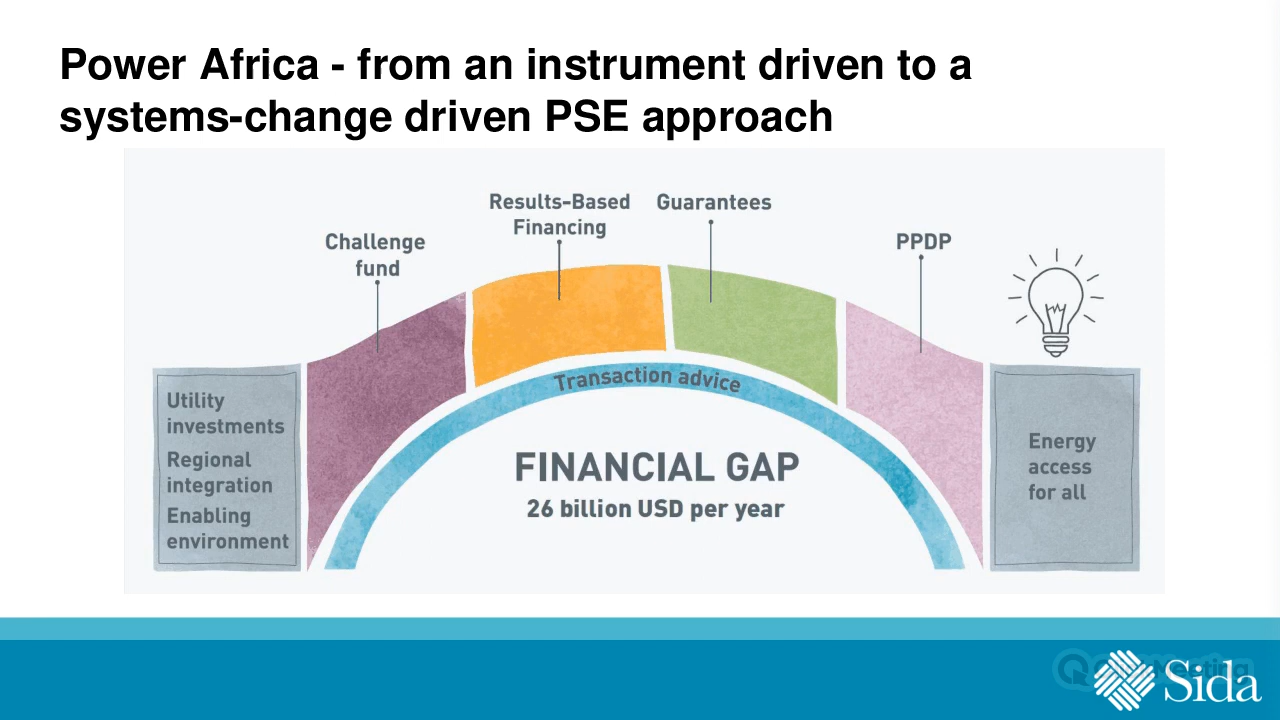 Power Africa - from an instrument driven to a
systems-change driven PSE approach
Results-Based
Financing
Guarantees
Challenge
fund
PPDP
Transaction advice
Utility
investments
Regional
integration
Enabling
environment
FINANCIAL GAP
26 billion USD per year
Energy
access
for all
Sida